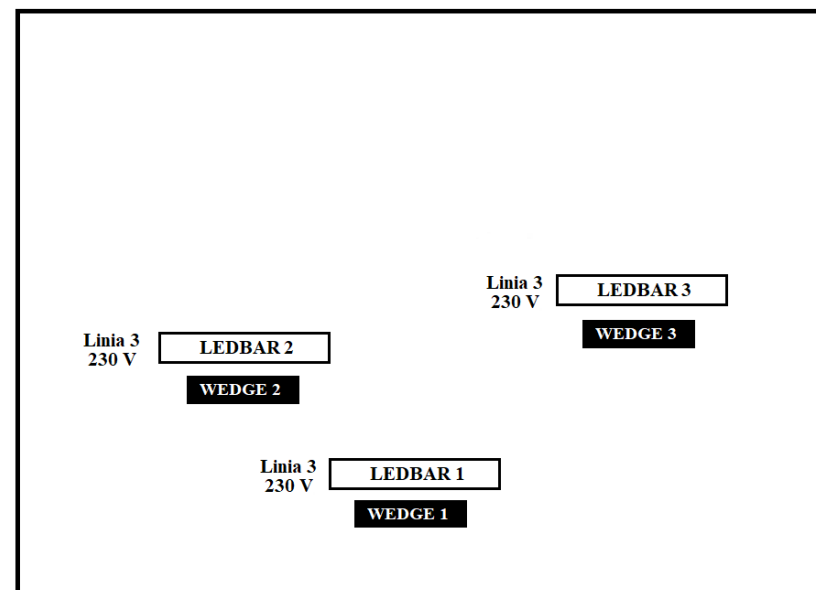 Linia 3
230 V
LEDBAR 3
WEDGE 3
Linia 3
230 V
LEDBAR 2
WEDGE 2
Linia 3
230 V
LEDBAR 1
WEDGE 1